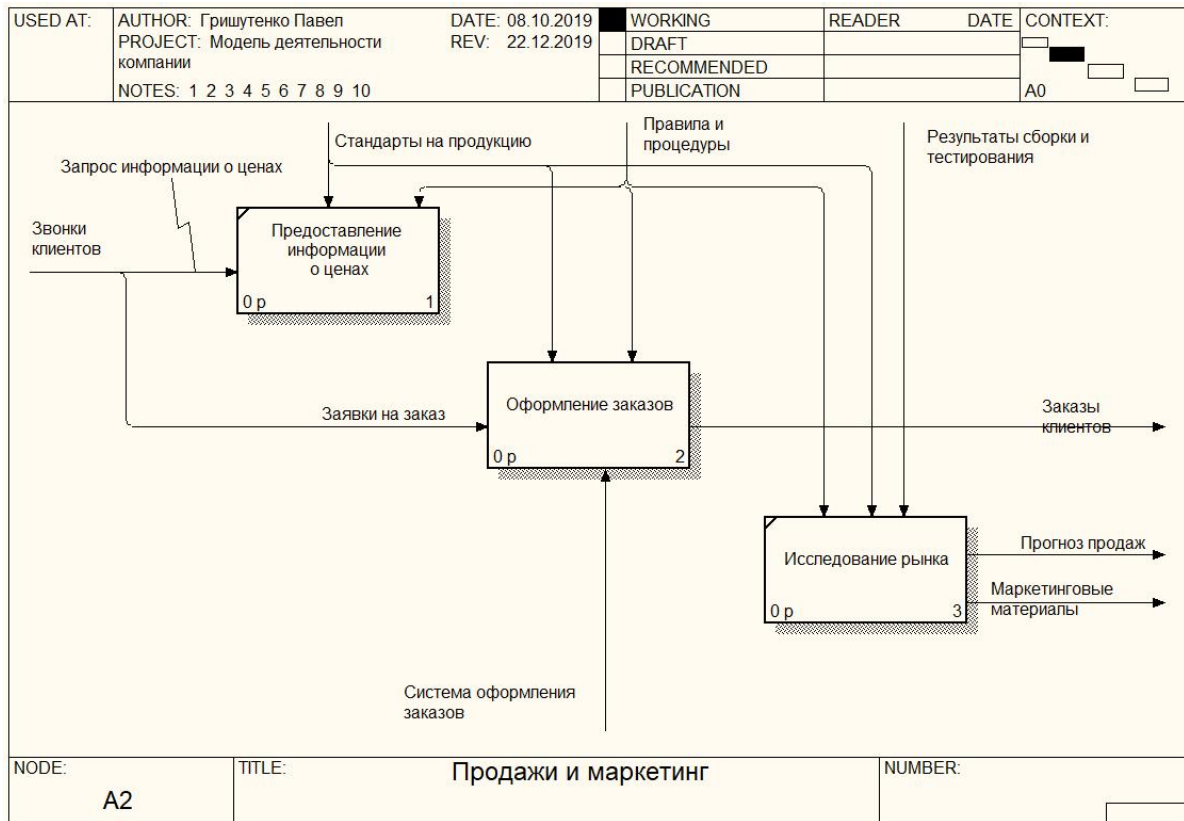 USED AT:
AUTHOR: Гришутенко Павел
DATE: 08.10.2019
PROJECT: Модель деятельности
компании
REV: 22.12.2019
NOTES: 1 2 3 4 5 6 7 8 9 10
WORKING
DRAFT
RECOMMENDED
PUBLICATION
READER
DATE
CONTEXT:
A0
Стандарты на продукцию
Правила и
процедуры
Результаты сборки и
тестирования
Запрос информации о ценах
Звонки
клиентов
Предоставление
информации
о ценах
0 р
1
Заявки на заказ
Оформление заказов
0 р
2
Заказы
клиентов
Исследование рынка
0 р
3
Прогноз продаж
Маркетинговые
материалы
Система оформления
заказов
NODE:
A2
TITLE:
Продажи и маркетинг
NUMBER: